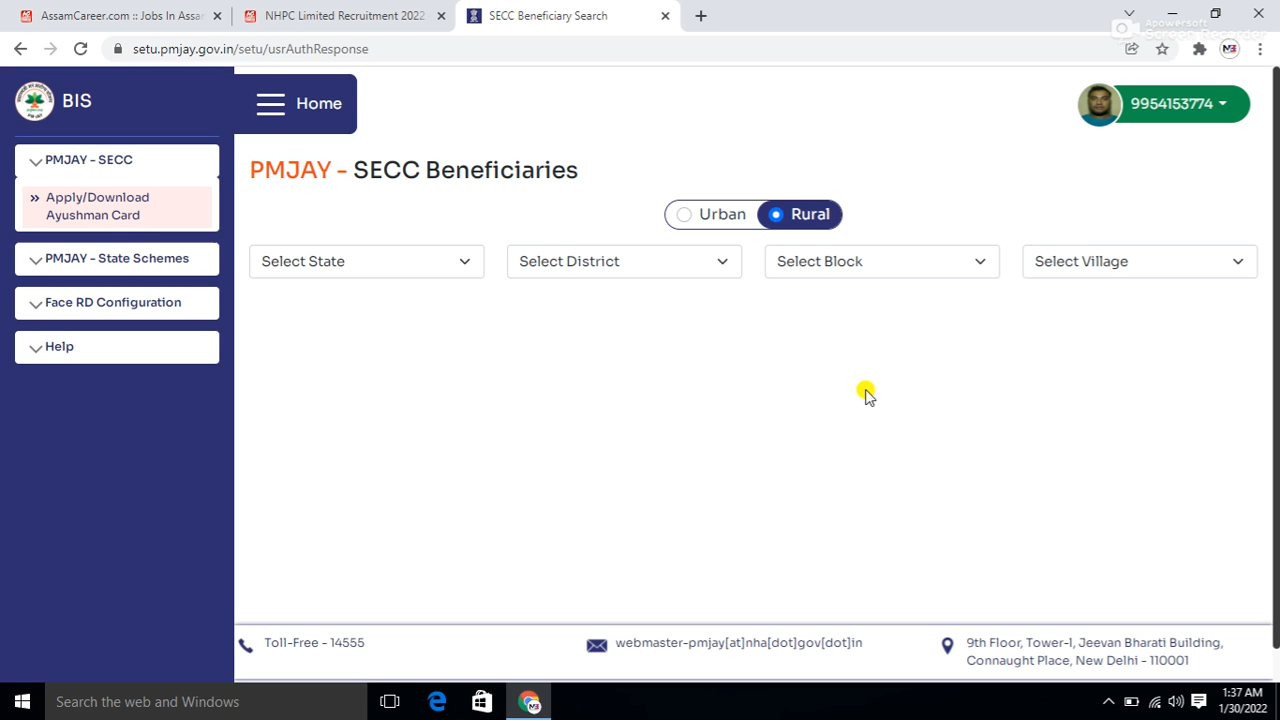 AssamCareer.com :: Jobs In Assam
NHPC Limited Recruitment 2022
SECC Beneficiary Search
Apowersoft
Screen Recorder
setu.pmjay.gov.in/setu/usrAuthResponse
BIS
Home
9954153774
PMJAY - SECC
Apply/Download
Ayushman Card
PMJAY - State Schemes
Face RD Configuration
Help
PMJAY - SECC Beneficiaries
Urban
Rural
Select State
Select District
Select Block
Select Village
Toll-Free - 14555
webmaster-pmjay[at]nha[dot]gov[dot]in
9th Floor, Tower-l, Jeevan Bharati Building,
Connaught Place, New Delhi - 110001
Search the web and Windows
1:37 AM
1/30/2022